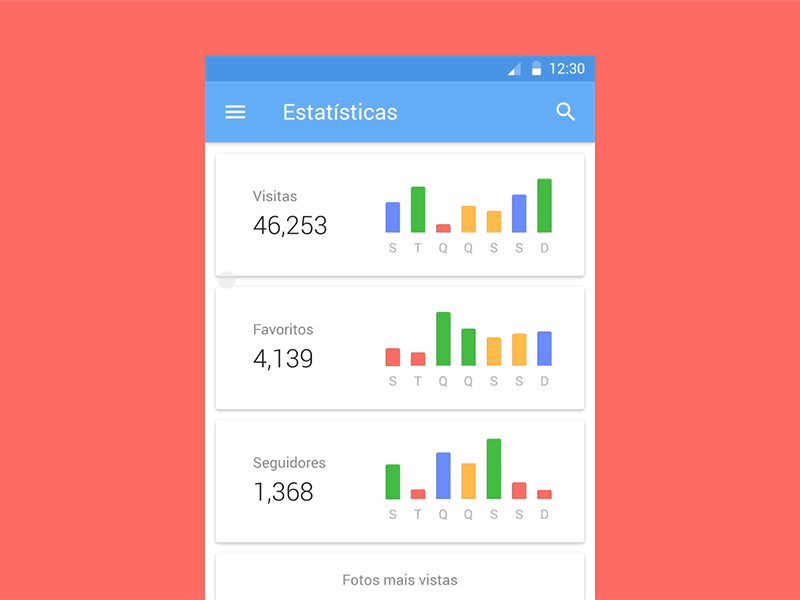 12:30
Estatísticas
Visitas
46,253
S T Q Q S S D
Favoritos
4,139
S T Q Q S S D
Seguidores
1,368
S T Q Q S S D
Fotos mais vistas